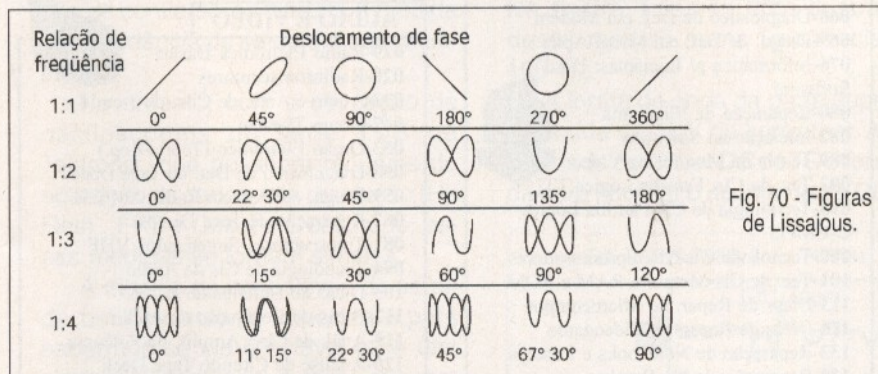 Relação de
freqüência
Deslocamento de fase
1:1
0° 45° 90° 180° 270° 360°
1:2
0° 22° 30° 45° 90° 135° 180°
1:3
0° 15° 30° 60° 90° 120°
1:4
0° 11° 15° 22° 30° 45° 67° 30° 90°
Fig. 70 - Figuras
de Lissajous.